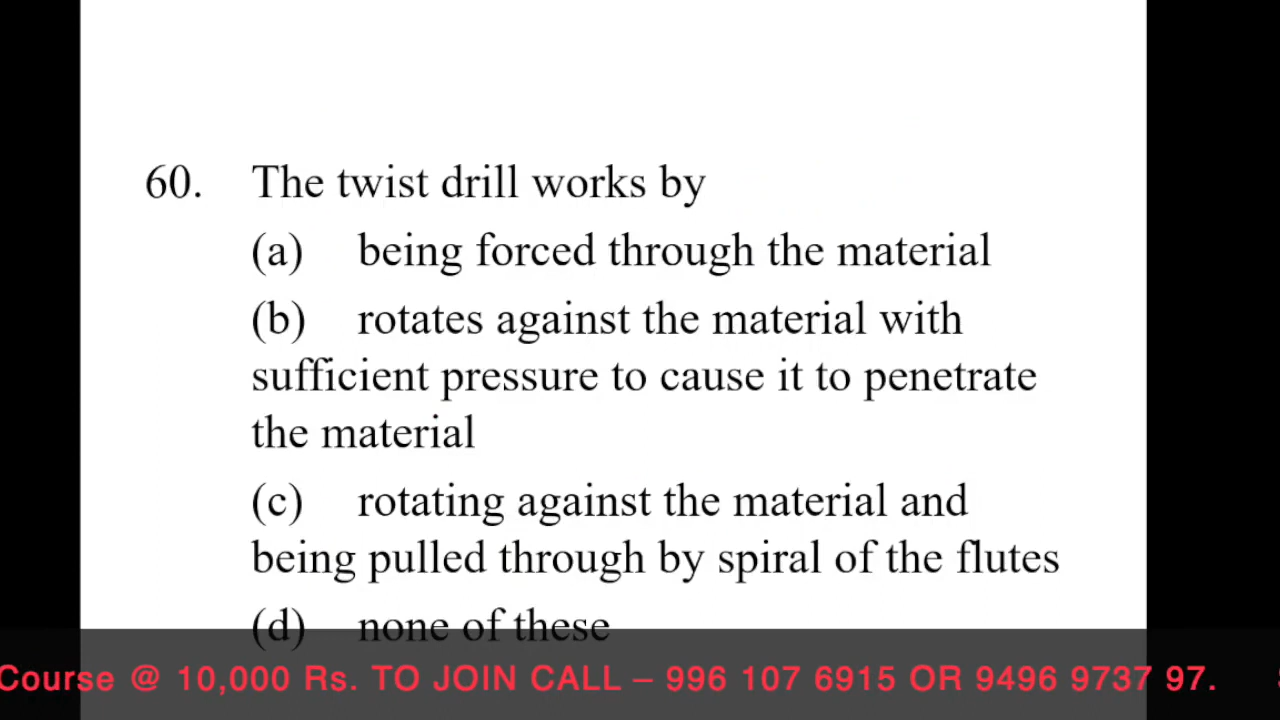 60. The twist drill works by
(a) being forced through the material
(b) rotates against the material with
sufficient pressure to cause it to penetrate
the material
(c) rotating against the material and
being pulled through by spiral of the flutes
(d) none of these
Course @ 10,000 Rs. TO JOIN CALL – 996 107 6915 OR 9496 9737 97.